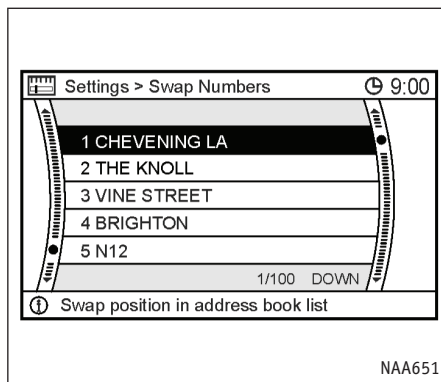 Settings > Swap Numbers 9:00
1 CHEVENING LA
2 THE KNOLL
3 VINE STREET
4 BRIGHTON
5 N12
1/100 DOWN
Swap position in address book list
NAA651